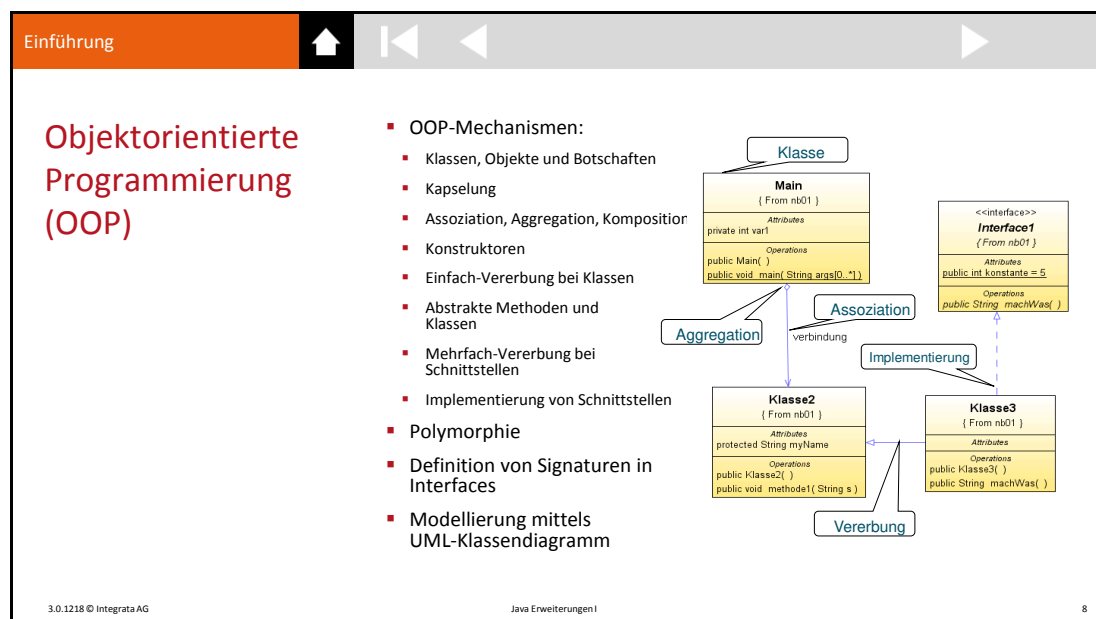 Einführung
Objektorientierte
Programmierung
(OOP)
OOP-Mechanismen:
Klassen, Objekte und Botschaften
Kapselung
Assoziation, Aggregation, Komposition
Konstruktoren
Einfach-Vererbung bei Klassen
Abstrakte Methoden und
Klassen
Mehrfach-Vererbung bei
Schnittstellen
Implementierung von Schnittstellen
Polymorphie
Definition von Signaturen in
Interfaces
Modellierung mittels
UML-Klassendiagramm
Klasse
Main
{ From nb01 }
Attributes
private int var1
Operations
public Main( )
public void main( String args[0..*] )
<<interface>>
Interface1
{ From nb01 }
Attributes
public int konstante = 5
Operations
public String machWas( )
Aggregation
Assoziation
verbindung
Implementierung
Klasse2
{ From nb01 }
Attributes
protected String myName
Operations
public Klasse2( )
public void methode1( String s )
Klasse3
{ From nb01 }
Attributes
Operations
public Klasse3( )
public String machWas( )
Vererbung
3.0.1218 © Integrata AG
Java Erweiterungen I
8